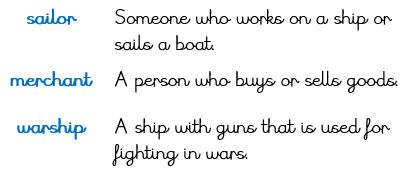 sailor Someone who works on a ship or
sails a boat.
merchant A person who buys or sells goods.
warship A ship with guns that is used for
fighting in wars.